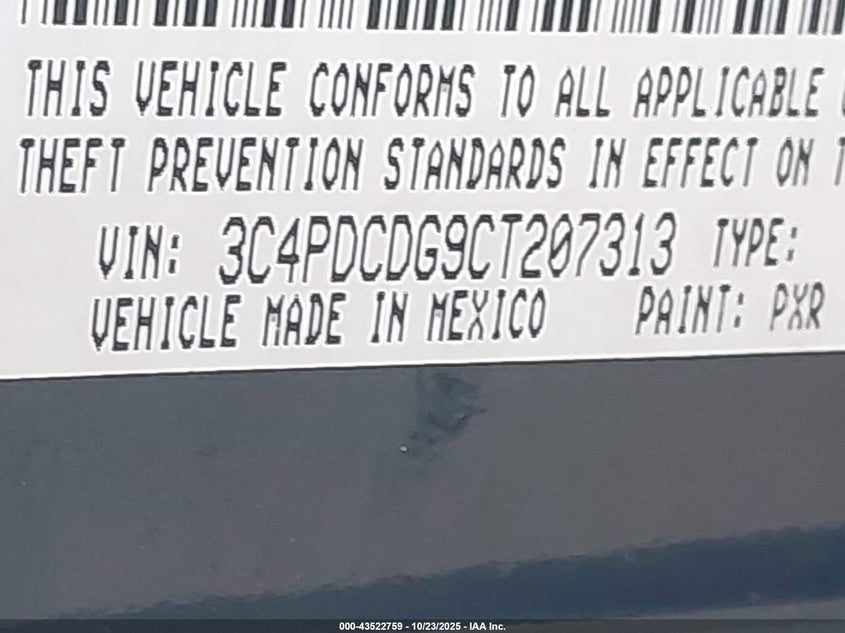 THIS VEHICLE CONFORMS TO ALL APPLICABLE
THEFT PREVENTION STANDARDS IN EFFECT ON
VIN: 3C4PDCDG9CT207313 TYPE:
VEHICLE MADE IN MEXICO PAINT: PXR
000-43522759 - 10/23/2025 - IAA Inc.